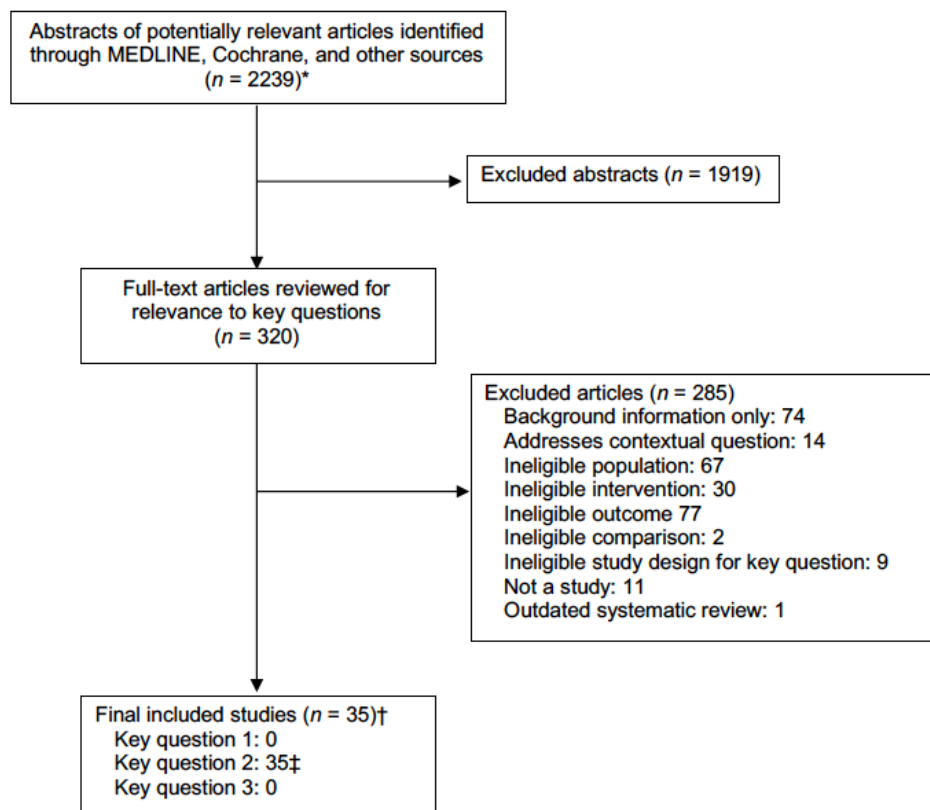 Abstracts of potentially relevant articles identified
through MEDLINE, Cochrane, and other sources
(n = 2239)*
Excluded abstracts (n = 1919)
Full-text articles reviewed for
relevance to key questions
(n = 320)
Excluded articles (n = 285)
Background information only: 74
Addresses contextual question: 14
Ineligible population: 67
Ineligible intervention: 30
Ineligible outcome 77
Ineligible comparison: 2
Ineligible study design for key question: 9
Not a study: 11
Outdated systematic review: 1
Final included studies (n = 35)†
Key question 1: 0
Key question 2: 35‡
Key question 3: 0